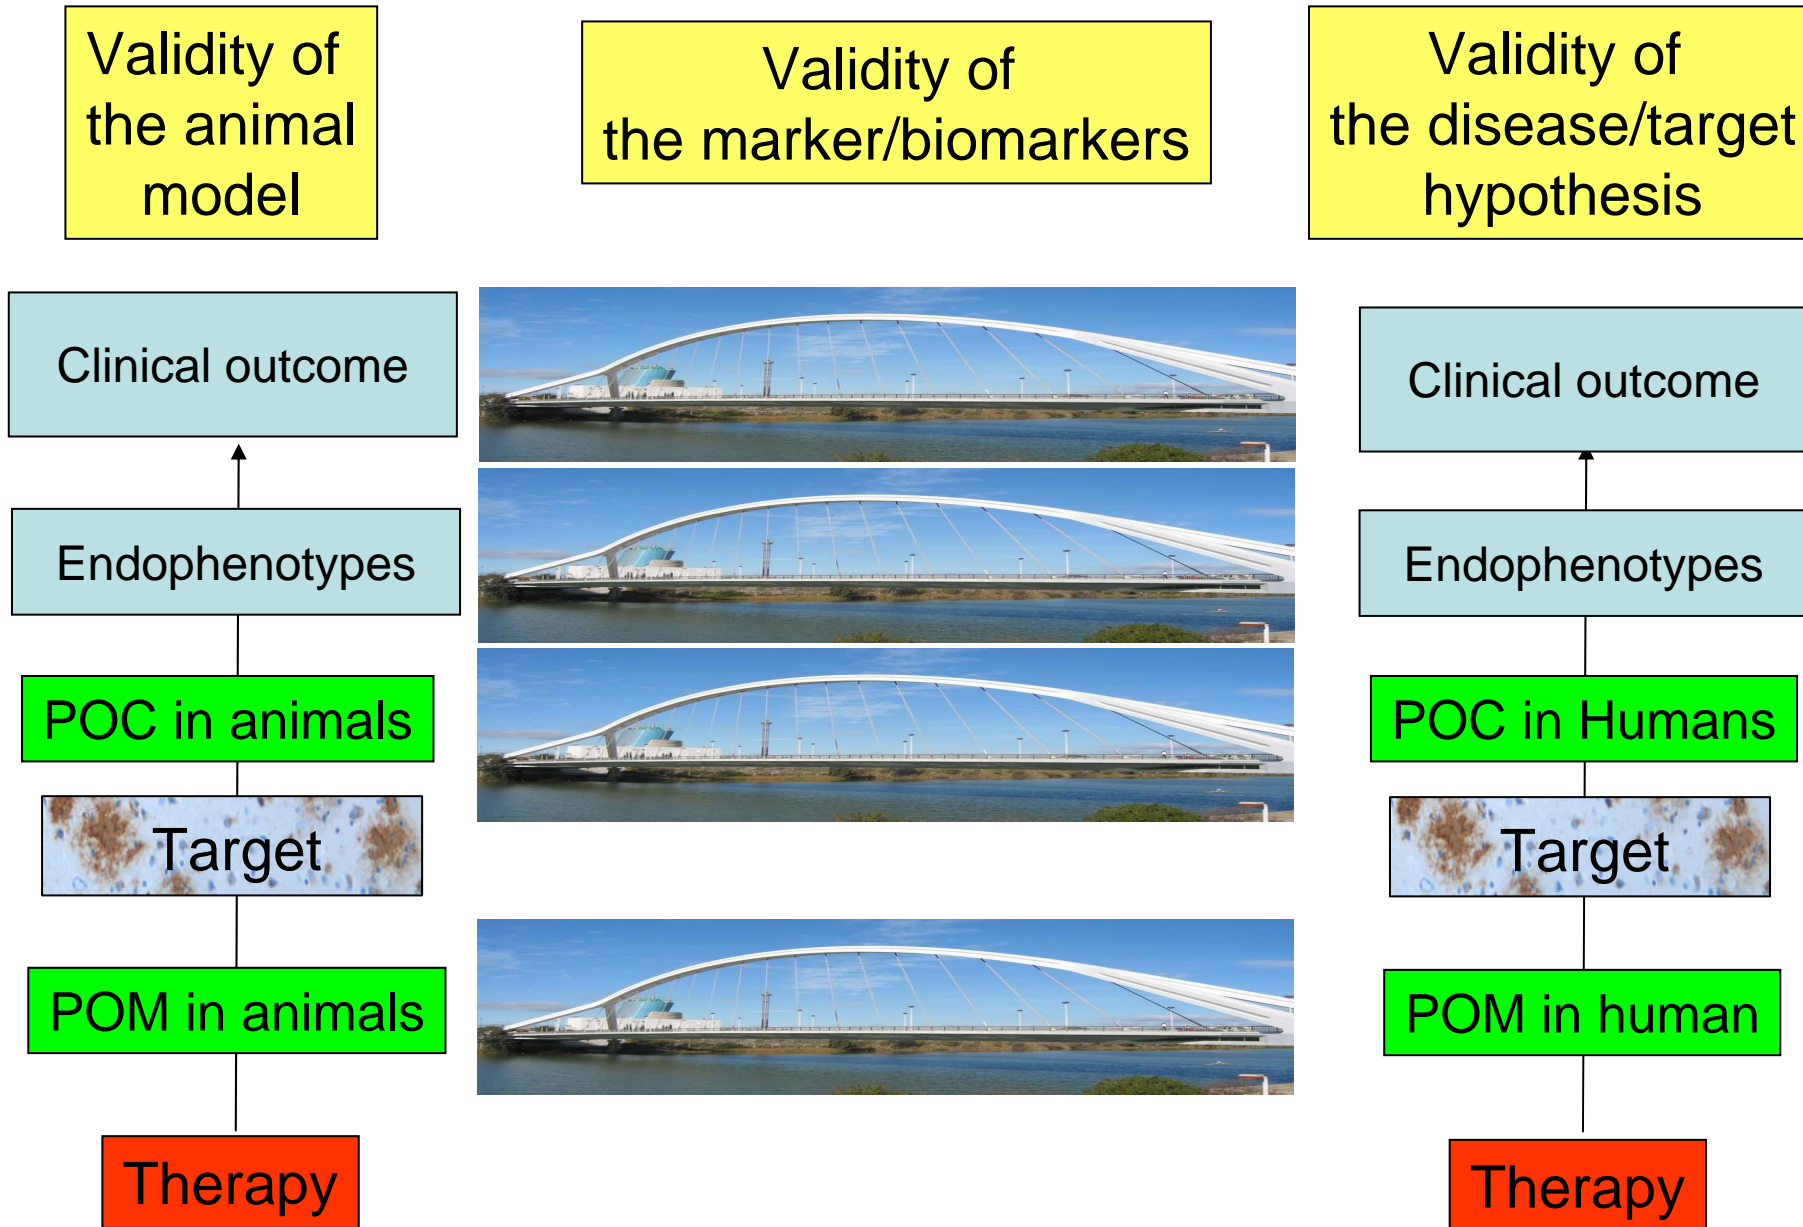 Validity of
the animal
model
Validity of
the marker/biomarkers
Validity of
the disease/target
hypothesis
Clinical outcome
Clinical outcome
Endophenotypes
Endophenotypes
POC in animals
POC in Humans
Target
Target
POM in animals
POM in human
Therapy
Therapy